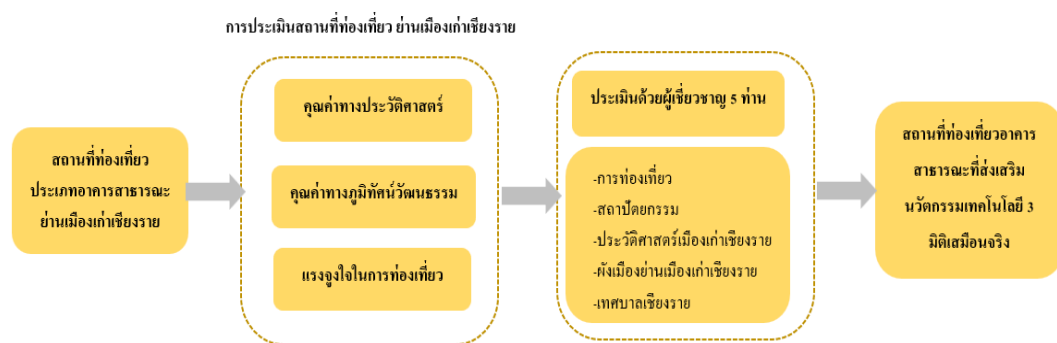 การประเมินสถานที่ท่องเที่ยว ย่านเมืองเก่าเชียงราย
สถานที่ท่องเที่ยว
ประเภทอาคารสาธารณะ
ย่านเมืองเก่าเชียงราย
คุณค่าทางประวัติศาสตร์
คุณค่าทางภูมิทัศน์วัฒนธรรม
แรงจูงใจในการท่องเที่ยว
ประเมินด้วยผู้เชี่ยวชาญ 5 ท่าน
-การท่องเที่ยว
-สถาปัตยกรรม
-ประวัติศาสตร์เมืองเก่าเชียงราย
-ผังเมืองย่านเมืองเก่าเชียงราย
-เทศบาลเชียงราย
สถานที่ท่องเที่ยวอาคาร
สาธารณะที่ส่งเสริม
นวัตกรรมเทคโนโลยี 3
มิติเสมือนจริง